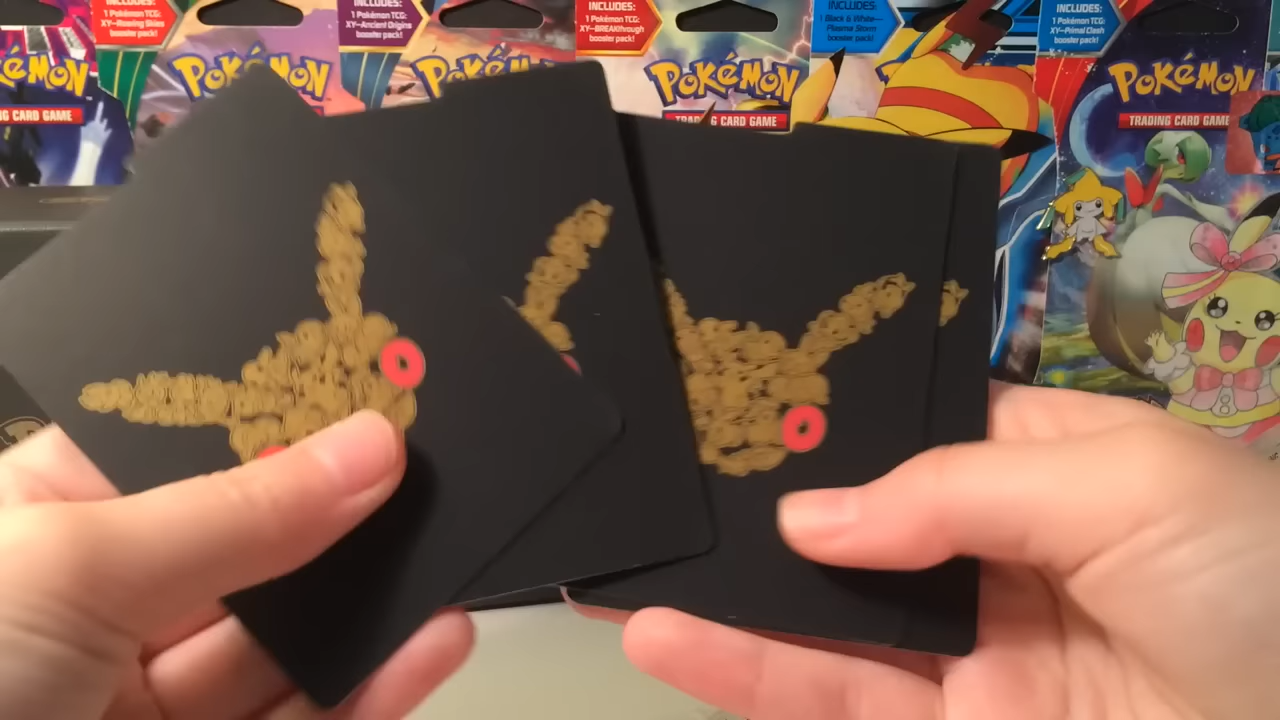 INCLUDES:
1 Pokémon TCG:
XY—Roaring Skies
booster pack!
INCLUDES:
1 Pokémon TCG:
XY—Ancient Origins
booster pack!
INCLUDES:
1 Pokémon TCG:
XY—BREAKthrough
booster pack!
INCLUDES:
1 Black & White—
Plasma Storm
booster pack!
INCLUDES:
1 Pokémon TCG:
XY—Primal Clash
booster pack!
POKéMON
NG CARD GAME
POKéMON
POKéMON
POKéMON
TRADING CARD GAME
POKéMON
TRADING CARD GAME